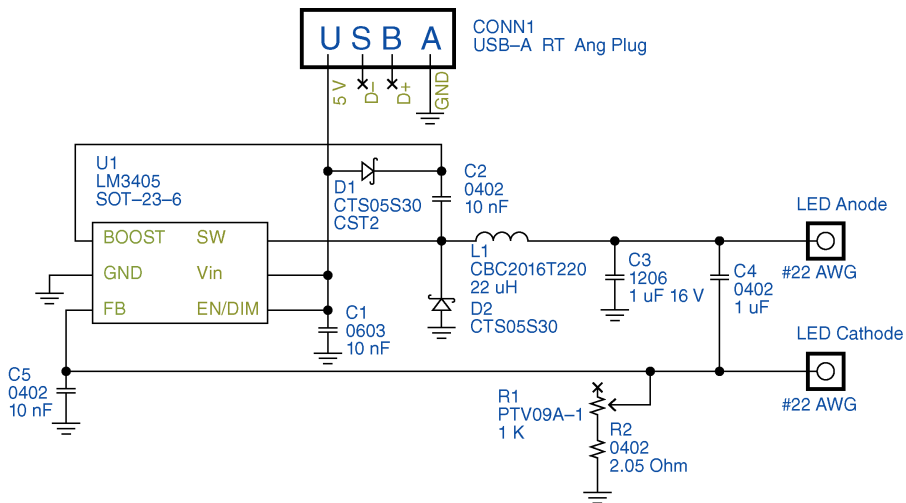 U S B A
CONN1
USB–A RT Ang Plug
5 V
D–
D+
GND
U1
LM3405
SOT–23–6
D1
CTS05S30
CST2
C2
0402
10 nF
BOOST SW
GND Vin
FB EN/DIM
L1
CBC2016T220
22 uH
D2
CTS05S30
C3
1206
1 uF 16 V
C4
0402
1 uF
LED Anode
#22 AWG
C1
0603
10 nF
LED Cathode
#22 AWG
C5
0402
10 nF
R1
PTV09A–1
1 K
R2
0402
2.05 Ohm